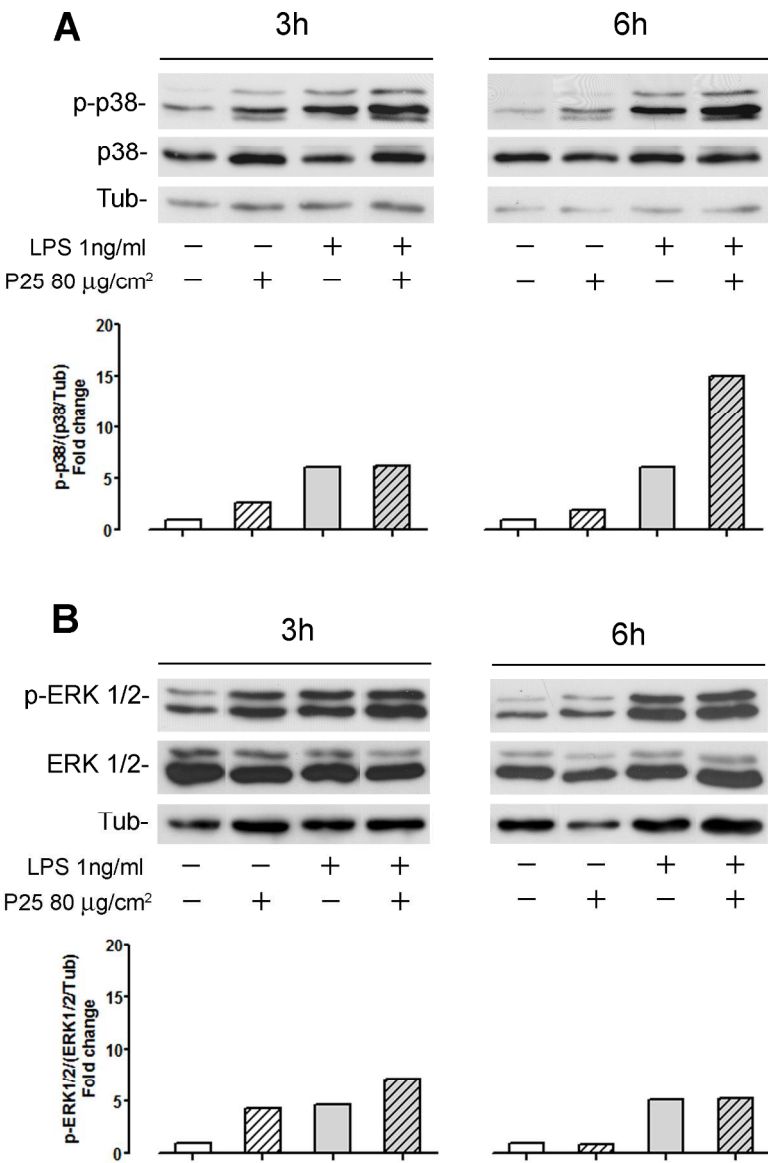 A
3h 6h
p-p38-
p38-
Tub-
LPS 1ng/ml − − + + − − + +
P25 80 μg/cm² − + − + − + − +
p-p38/(p38/Tub)
Fold change
20
15
10
5
0
B
3h 6h
p-ERK 1/2-
ERK 1/2-
Tub-
LPS 1ng/ml − − + + − − + +
P25 80 μg/cm² − + − + − + − +
p-ERK1/2/(ERK1/2/Tub)
Fold change
20
15
10
5
0